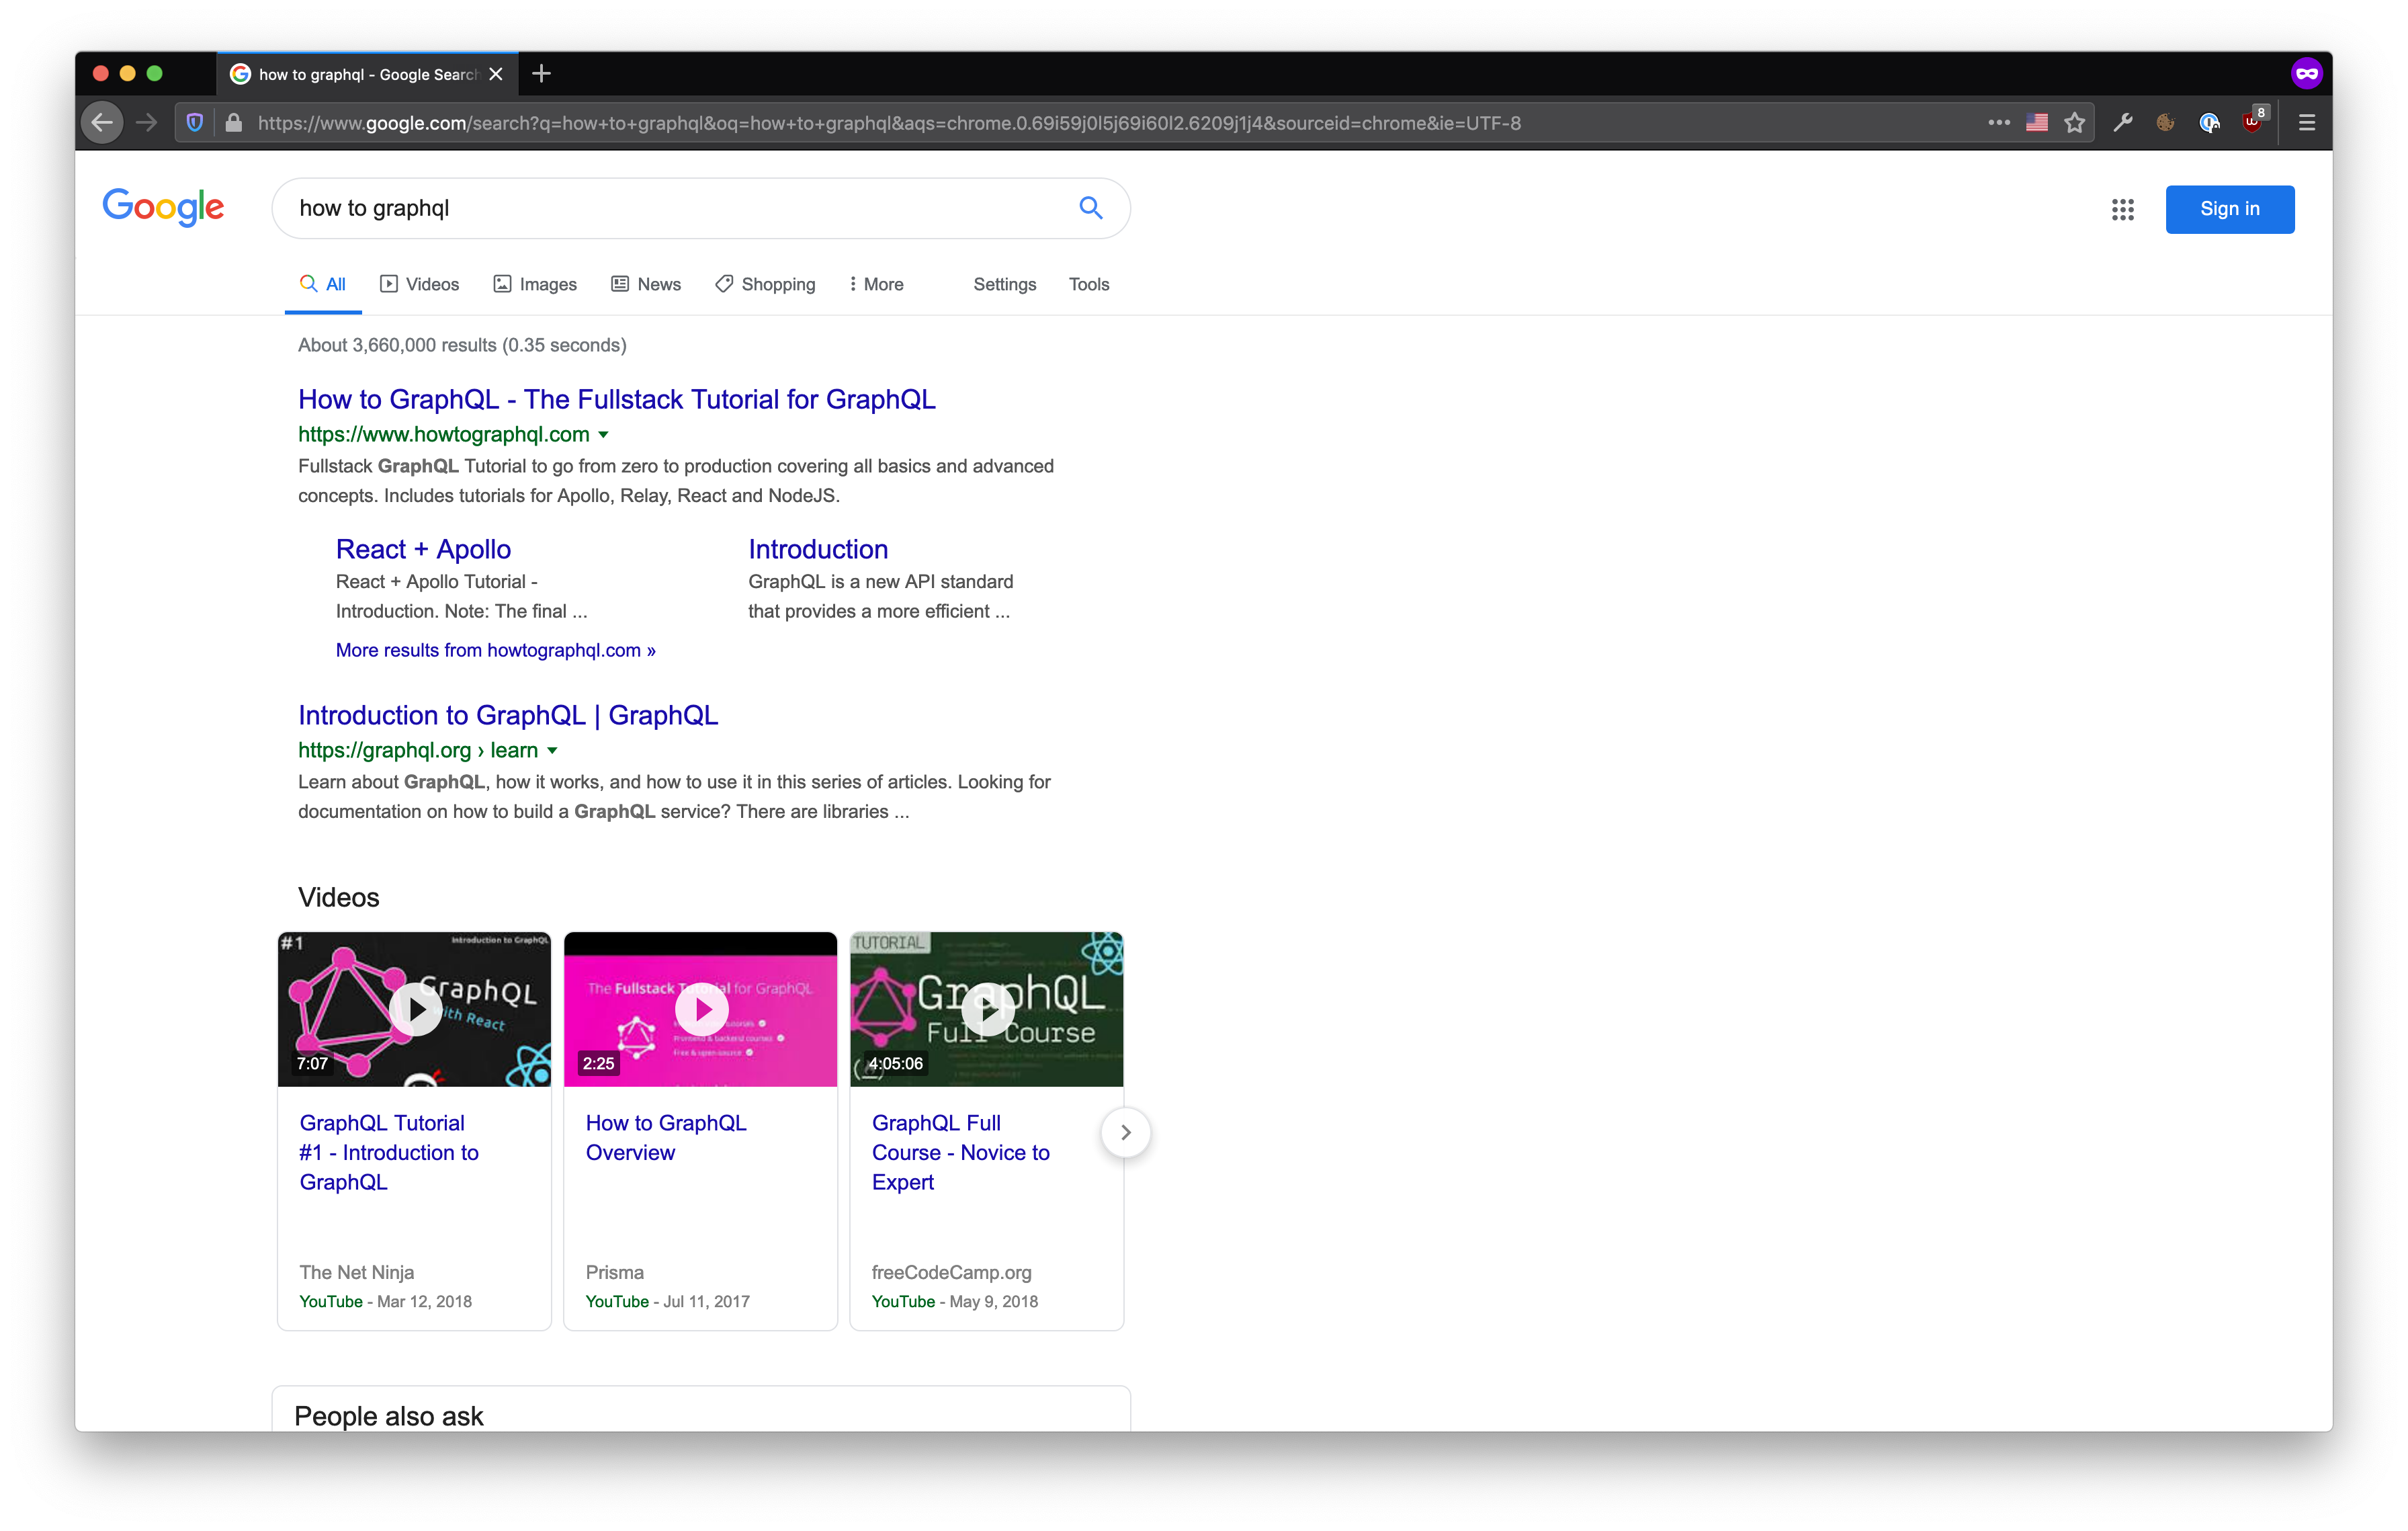 how to graphql - Google Search
https://www.google.com/search?q=how+to+graphql&oq=how+to+graphql&aqs=chrome.0.69i59j0l5j69i60l2.6209j1j4&sourceid=chrome&ie=UTF-8
8
Google
how to graphql
Sign in
All
Videos
Images
News
Shopping
More
Settings
Tools
About 3,660,000 results (0.35 seconds)
How to GraphQL - The Fullstack Tutorial for GraphQL
https://www.howtographql.com
Fullstack GraphQL Tutorial to go from zero to production covering all basics and advanced
concepts. Includes tutorials for Apollo, Relay, React and NodeJS.
React + Apollo
React + Apollo Tutorial -
Introduction. Note: The final ...
Introduction
GraphQL is a new API standard
that provides a more efficient ...
More results from howtographql.com »
Introduction to GraphQL | GraphQL
https://graphql.org › learn
Learn about GraphQL, how it works, and how to use it in this series of articles. Looking for
documentation on how to build a GraphQL service? There are libraries ...
Videos
#1
Introduction to GraphQL
GraphQL
with React
7:07
GraphQL Tutorial
#1 - Introduction to
GraphQL
The Net Ninja
YouTube - Mar 12, 2018
The Fullstack Tutorial for GraphQL
Frontend & backend courses
Free & open-source
2:25
How to GraphQL
Overview
Prisma
YouTube - Jul 11, 2017
TUTORIAL
GraphQL
Full Course
4:05:06
GraphQL Full
Course - Novice to
Expert
freeCodeCamp.org
YouTube - May 9, 2018
People also ask